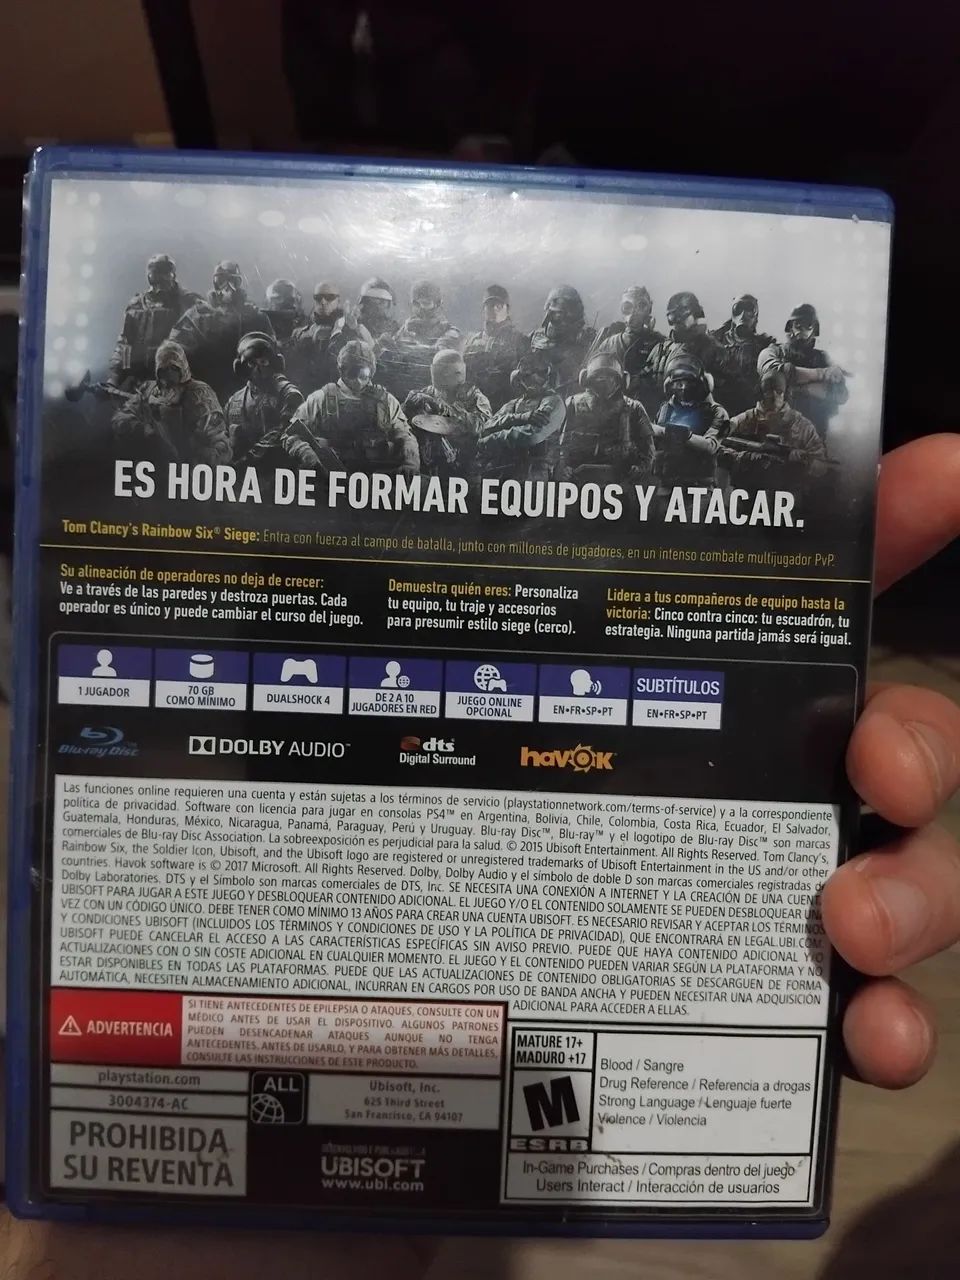 ES HORA DE FORMAR EQUIPOS Y ATACAR.
Tom Clancy's Rainbow Six® Siege: Entra con fuerza al campo de batalla, junto con millones de jugadores, en un intenso combate multijugador PvP.
Su alineación de operadores no deja de crecer:
Ve a través de las paredes y destroza puertas. Cada
operador es único y puede cambiar el curso del juego.
Demuestra quién eres: Personaliza
tu equipo, tu traje y accesorios
para presumir estilo siege (cerco).
Lidera a tus compañeros de equipo hasta la
victoria: Cinco contra cinco: tu escuadrón, tu
estrategia. Ninguna partida jamás será igual.
1 JUGADOR
70 GB
COMO MÍNIMO
DUALSHOCK 4
DE 2 A 10
JUGADORES EN RED
JUEGO ONLINE
OPCIONAL
EN•FR•SP•PT
SUBTÍTULOS
EN•FR•SP•PT
Blu-ray Disc
DOLBY AUDIO™
dts
Digital Surround
havok™
Las funciones online requieren una cuenta y están sujetas a los términos de servicio (playstationnetwork.com/terms-of-service) y a la correspondiente
política de privacidad. Software con licencia para jugar en consolas PS4™ en Argentina, Bolivia, Chile, Colombia, Costa Rica, Ecuador, El Salvador,
Guatemala, Honduras, México, Nicaragua, Panamá, Paraguay, Perú y Uruguay. Blu-ray Disc™, Blu-ray™ y el logotipo de Blu-ray Disc™ son marcas
comerciales de Blu-ray Disc Association. La sobreexposición es perjudicial para la salud. © 2015 Ubisoft Entertainment. All Rights Reserved. Tom Clancy's,
Rainbow Six, the Soldier Icon, Ubisoft, and the Ubisoft logo are registered or unregistered trademarks of Ubisoft Entertainment in the US and/or other
countries. Havok software is © 2017 Microsoft. All Rights Reserved. Dolby, Dolby Audio y el símbolo de doble D son marcas comerciales registradas de
Dolby Laboratories. DTS y el Símbolo son marcas comerciales de DTS, Inc. SE NECESITA UNA CONEXIÓN A INTERNET Y LA CREACIÓN DE UNA CUENT
UBISOFT PARA JUGAR A ESTE JUEGO Y DESBLOQUEAR CONTENIDO ADICIONAL. EL JUEGO Y/O EL CONTENIDO SOLAMENTE SE PUEDEN DESBLOQUEAR UNA
VEZ CON UN CÓDIGO ÚNICO. DEBE TENER COMO MÍNIMO 13 AÑOS PARA CREAR UNA CUENTA UBISOFT. ES NECESARIO REVISAR Y ACEPTAR LOS TÉRMINOS
Y CONDICIONES UBISOFT (INCLUIDOS LOS TÉRMINOS Y CONDICIONES DE USO Y LA POLÍTICA DE PRIVACIDAD), QUE ENCONTRARÁ EN LEGAL.UBI.COM.
UBISOFT PUEDE CANCELAR EL ACCESO A LAS CARACTERÍSTICAS ESPECÍFICAS SIN AVISO PREVIO. PUEDE QUE HAYA CONTENIDO ADICIONAL Y/O
ACTUALIZACIONES CON O SIN COSTE ADICIONAL EN CUALQUIER MOMENTO. EL JUEGO Y EL CONTENIDO PUEDEN VARIAR SEGÚN LA PLATAFORMA Y NO
ESTAR DISPONIBLES EN TODAS LAS PLATAFORMAS. PUEDE QUE LAS ACTUALIZACIONES DE CONTENIDO OBLIGATORIAS SE DESCARGUEN DE FORMA
AUTOMÁTICA, NECESITEN ALMACENAMIENTO ADICIONAL, INCURRAN EN CARGOS POR USO DE BANDA ANCHA Y PUEDEN NECESITAR UNA ADQUISICIÓN
ADICIONAL PARA ACCEDER A ELLAS.
ADVERTENCIA
SI TIENE ANTECEDENTES DE EPILEPSIA O ATAQUES, CONSULTE CON UN
MÉDICO ANTES DE USAR EL DISPOSITIVO. ALGUNOS PATRONES
PUEDEN DESENCADENAR ATAQUES AUNQUE NO TENGA
ANTECEDENTES. ANTES DE USARLO, Y PARA OBTENER MÁS DETALLES,
CONSULTE LAS INSTRUCCIONES DE ESTE PRODUCTO.
playstation.com
3004374-AC
PROHIBIDA
SU REVENTA
ALL
Ubisoft, Inc.
625 Third Street
San Francisco, CA 94107
UBISOFT
www.ubi.com
MATURE 17+
MADURO +17
M
ESRB
Blood / Sangre
Drug Reference / Referencia a drogas
Strong Language / Lenguaje fuerte
Violence / Violencia
In-Game Purchases / Compras dentro del juego
Users Interact / Interacción de usuarios